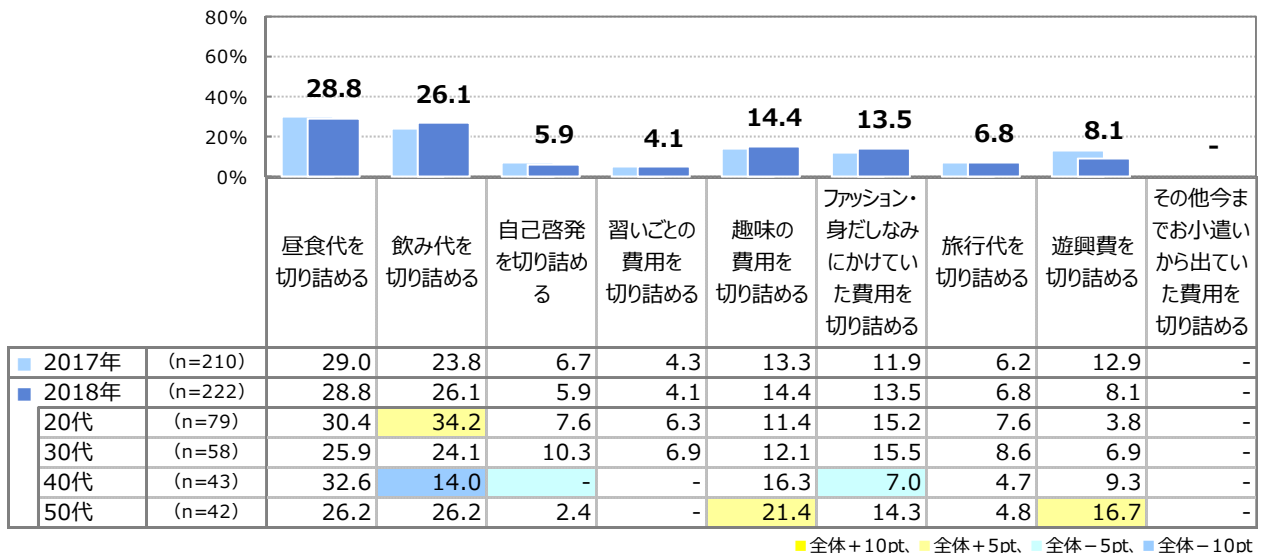 80%
60%
40%
20%
0%
28.8 26.1 5.9 4.1 14.4 13.5 6.8 8.1 -
昼食代を
切り詰める
飲み代を
切り詰める
自己啓発
を切り詰め
る
習いごとの
費用を
切り詰める
趣味の
費用を
切り詰める
ファッション・
身だしなみ
にかけてい
た費用を
切り詰める
旅行代を
切り詰める
遊興費を
切り詰める
その他今ま
でお小遣い
から出てい
た費用を
切り詰める
2017年 (n=210) 29.0 23.8 6.7 4.3 13.3 11.9 6.2 12.9 -
2018年 (n=222) 28.8 26.1 5.9 4.1 14.4 13.5 6.8 8.1 -
20代 (n=79) 30.4 34.2 7.6 6.3 11.4 15.2 7.6 3.8 -
30代 (n=58) 25.9 24.1 10.3 6.9 12.1 15.5 8.6 6.9 -
40代 (n=43) 32.6 14.0 - - 16.3 7.0 4.7 9.3 -
50代 (n=42) 26.2 26.2 2.4 - 21.4 14.3 4.8 16.7 -
■全体+10pt、■全体+5pt、■全体-5pt、■全体-10pt